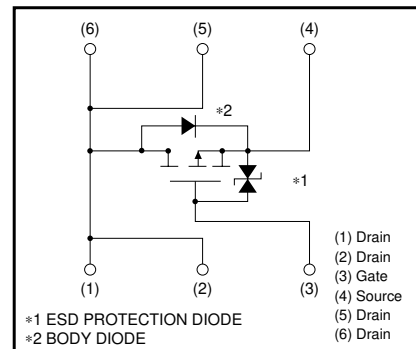 (6) (5) (4)
∗2
∗1
(1) (2) (3)
(1) Drain
(2) Drain
(3) Gate
(4) Source
(5) Drain
(6) Drain
∗1 ESD PROTECTION DIODE
∗2 BODY DIODE